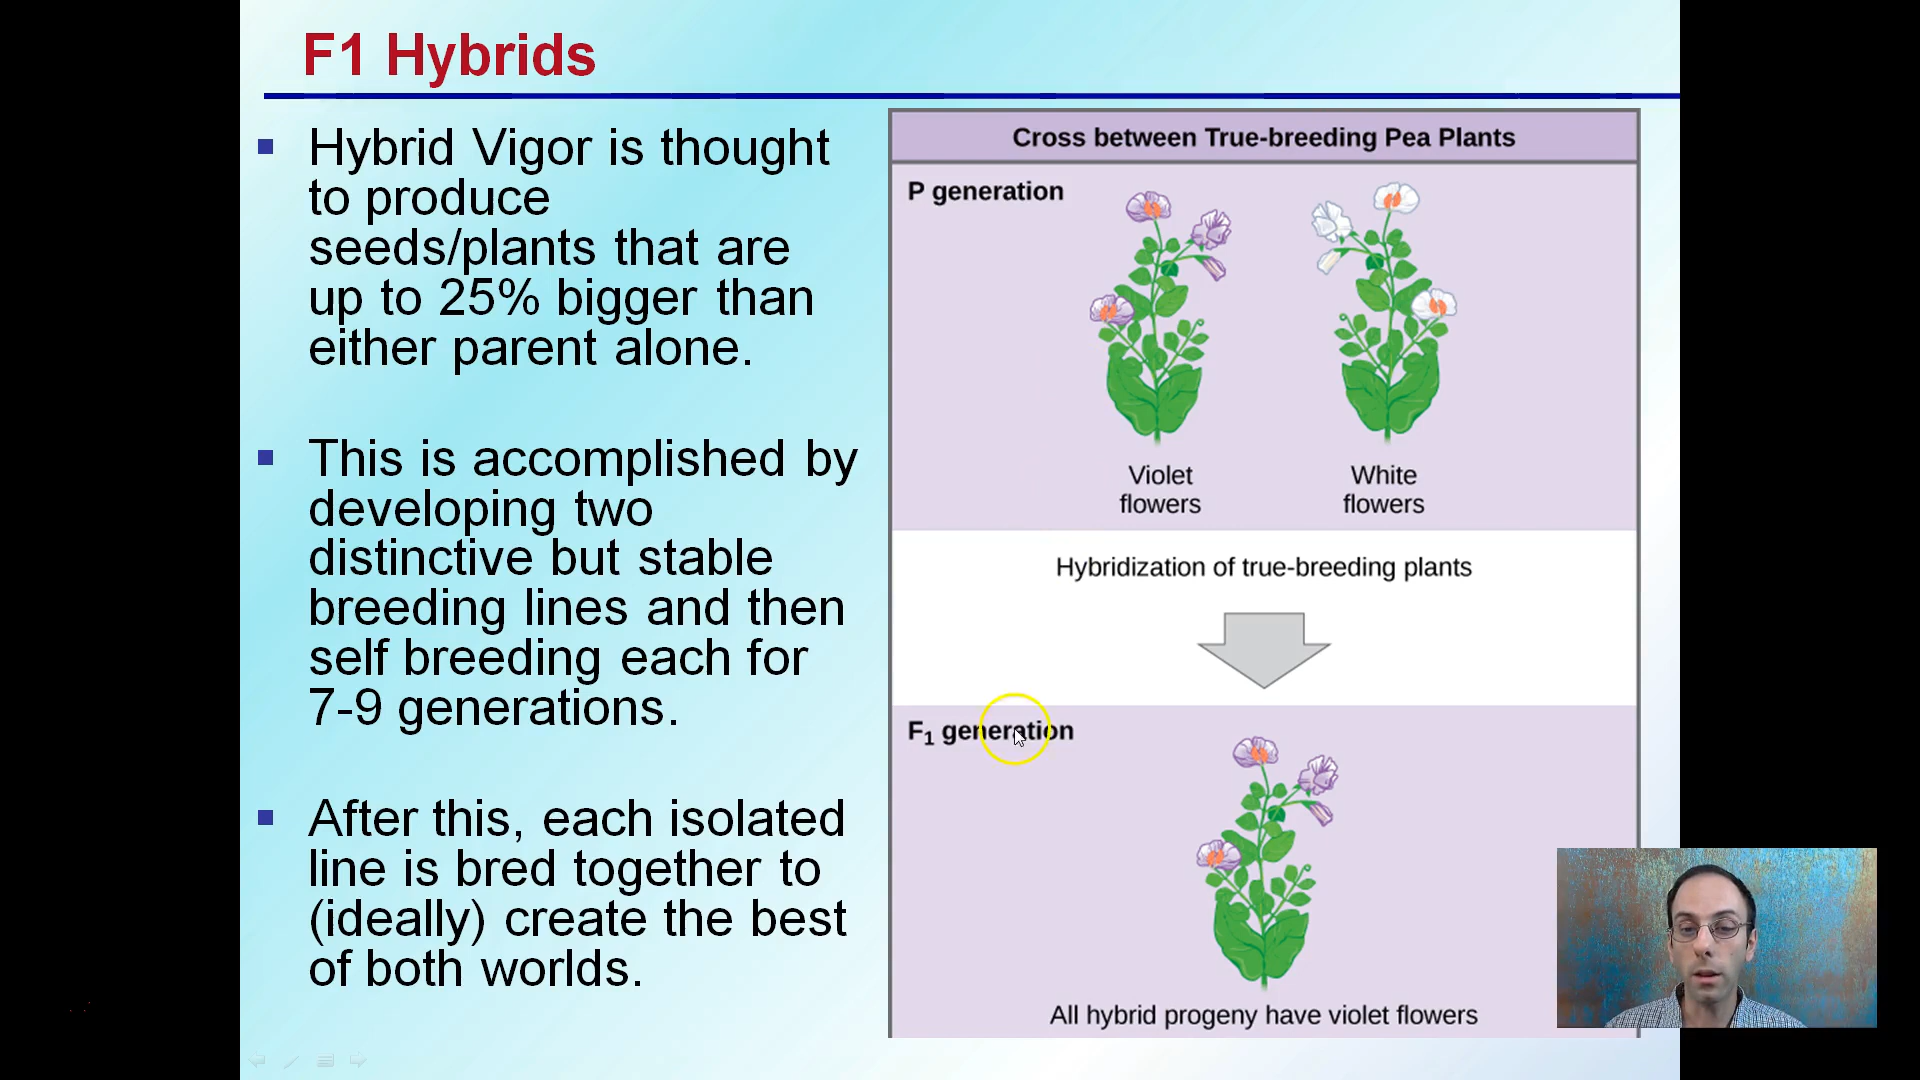 F1 Hybrids
Hybrid Vigor is thought
to produce
seeds/plants that are
up to 25% bigger than
either parent alone.
This is accomplished by
developing two
distinctive but stable
breeding lines and then
self breeding each for
7-9 generations.
After this, each isolated
line is bred together to
(ideally) create the best
of both worlds.
Cross between True-breeding Pea Plants
P generation
Violet
flowers
White
flowers
Hybridization of true-breeding plants
F₁ generation
All hybrid progeny have violet flowers